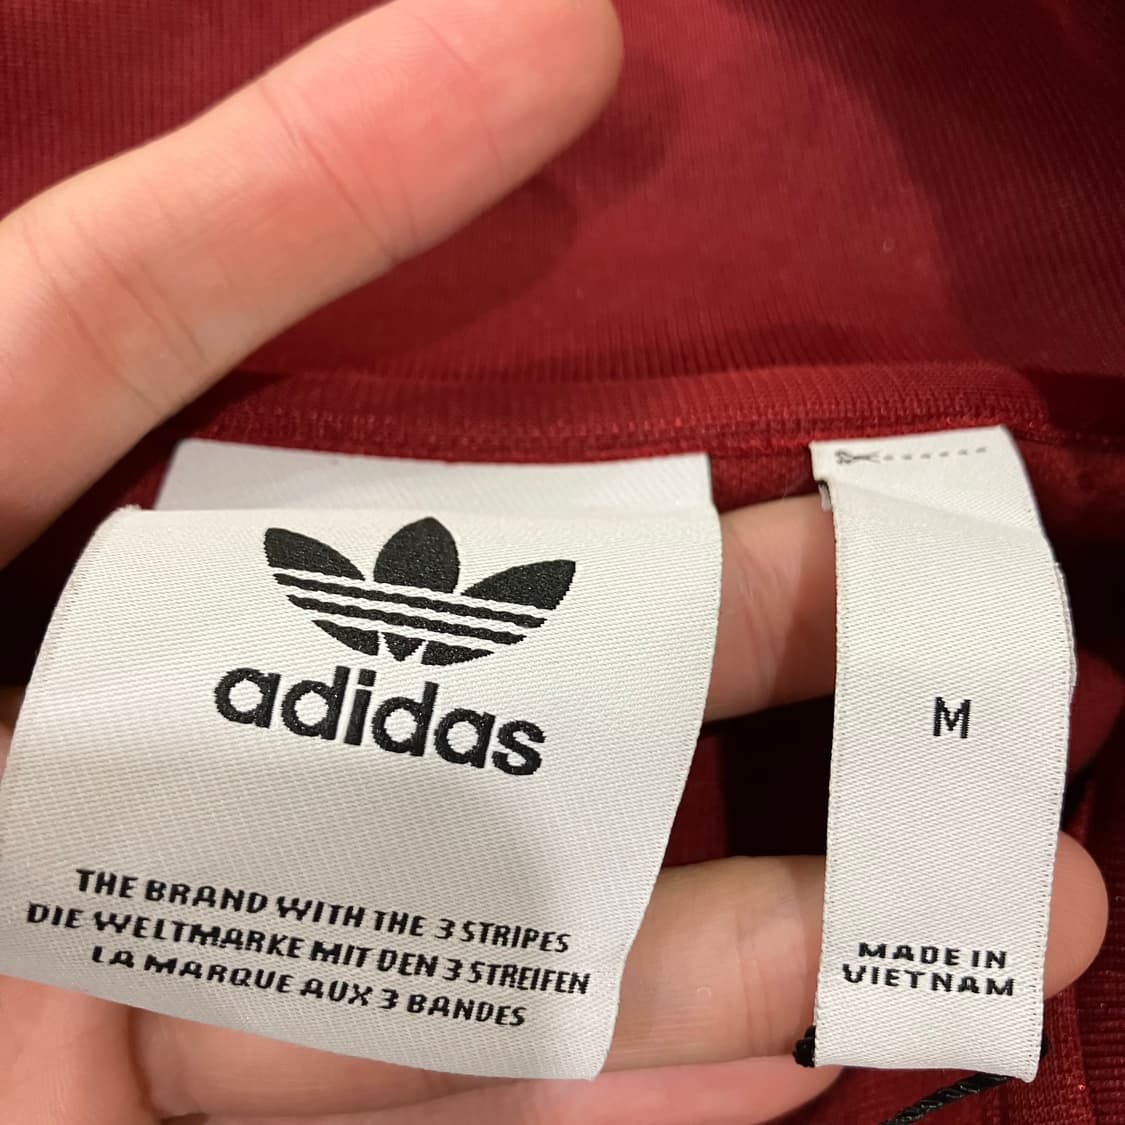 adidas
THE BRAND WITH THE 3 STRIPES
DIE WELTMARKE MIT DEN 3 STREIFEN
LA MARQUE AUX 3 BANDES
M
MADE IN
VIETNAM